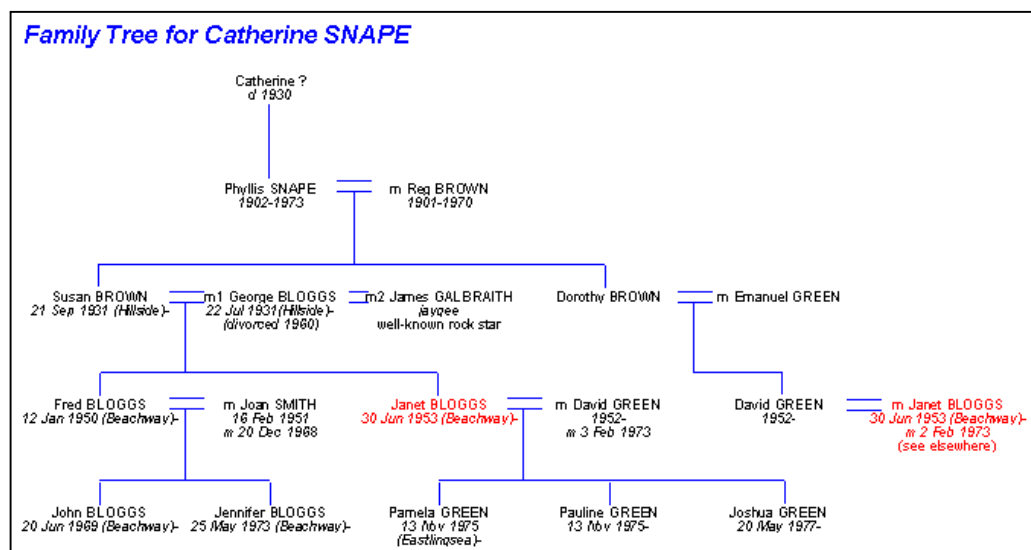 Family Tree for Catherine SNAPE
Catherine ?
d 1930
Phyllis SNAPE
1902-1973
m Reg BROWN
1901-1970
Susan BROWN
21 Sep 1931 (Hillside)-
m1 George BLOGGS
22 Jul 1931 (Hillside)-
(divorced 1960)
m2 James GALBRAITH
jaygee
well-known rock star
Dorothy BROWN
m Emanuel GREEN
Fred BLOGGS
12 Jan 1950 (Beachway)-
m Joan SMITH
16 Feb 1951
m 20 Dec 1968
Janet BLOGGS
30 Jun 1953 (Beachway)-
m David GREEN
1952-
m 3 Feb 1973
David GREEN
1952-
m Janet BLOGGS
30 Jun 1953 (Beachway)-
m 2 Feb 1973
(see elsewhere)
John BLOGGS
20 Jun 1969 (Beachway)-
Jennifer BLOGGS
25 May 1973 (Beachway)-
Pamela GREEN
13 Nov 1975
(Eastlingsea)-
Pauline GREEN
13 Nov 1975-
Joshua GREEN
20 May 1977-